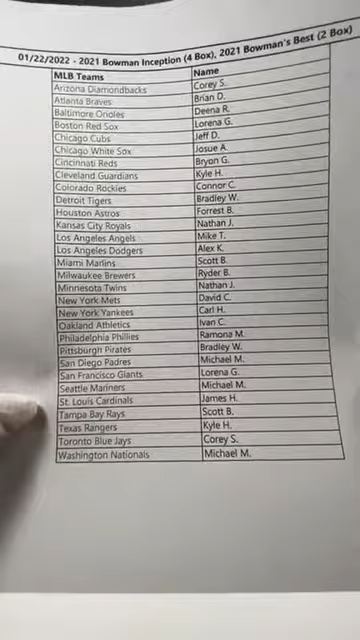 01/22/2022 - 2021 Bowman Inception (4 Box), 2021 Bowman's Best (2 Box)
MLB Teams Name
Arizona Diamondbacks Corey S.
Atlanta Braves Brian D.
Baltimore Orioles Deena R.
Boston Red Sox Lorena G.
Chicago Cubs Jeff D.
Chicago White Sox Josue A.
Cincinnati Reds Bryon G.
Cleveland Guardians Kyle H.
Colorado Rockies Connor C.
Detroit Tigers Bradley W.
Houston Astros Forrest B.
Kansas City Royals Nathan J.
Los Angeles Angels Mike T.
Los Angeles Dodgers Alex K.
Miami Marlins Scott B.
Milwaukee Brewers Ryder B.
Minnesota Twins Nathan J.
New York Mets David C.
New York Yankees Carl H.
Oakland Athletics Ivan C.
Philadelphia Phillies Ramona M.
Pittsburgh Pirates Bradley W.
San Diego Padres Michael M.
San Francisco Giants Lorena G.
Seattle Mariners Michael M.
St. Louis Cardinals James H.
Tampa Bay Rays Scott B.
Texas Rangers Kyle H.
Toronto Blue Jays Corey S.
Washington Nationals Michael M.